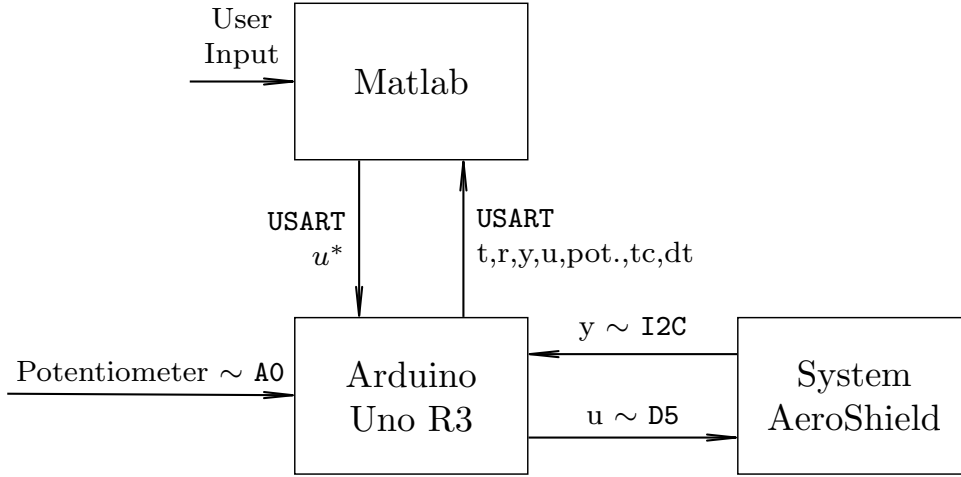 User
Input
Matlab
USART
u*
USART
t,r,y,u,pot.,tc,dt
Potentiometer ∼ A0
Arduino
Uno R3
y ∼ I2C
u ∼ D5
System
AeroShield